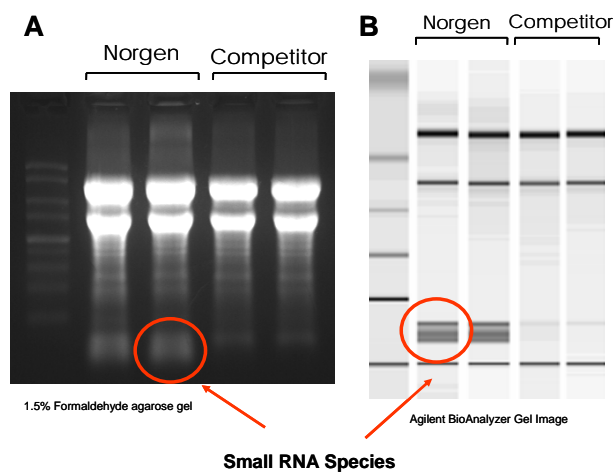 A
Norgen
Competitor
B
Norgen
Competitor
1.5% Formaldehyde agarose gel
Agilent BioAnalyzer Gel Image
Small RNA Species